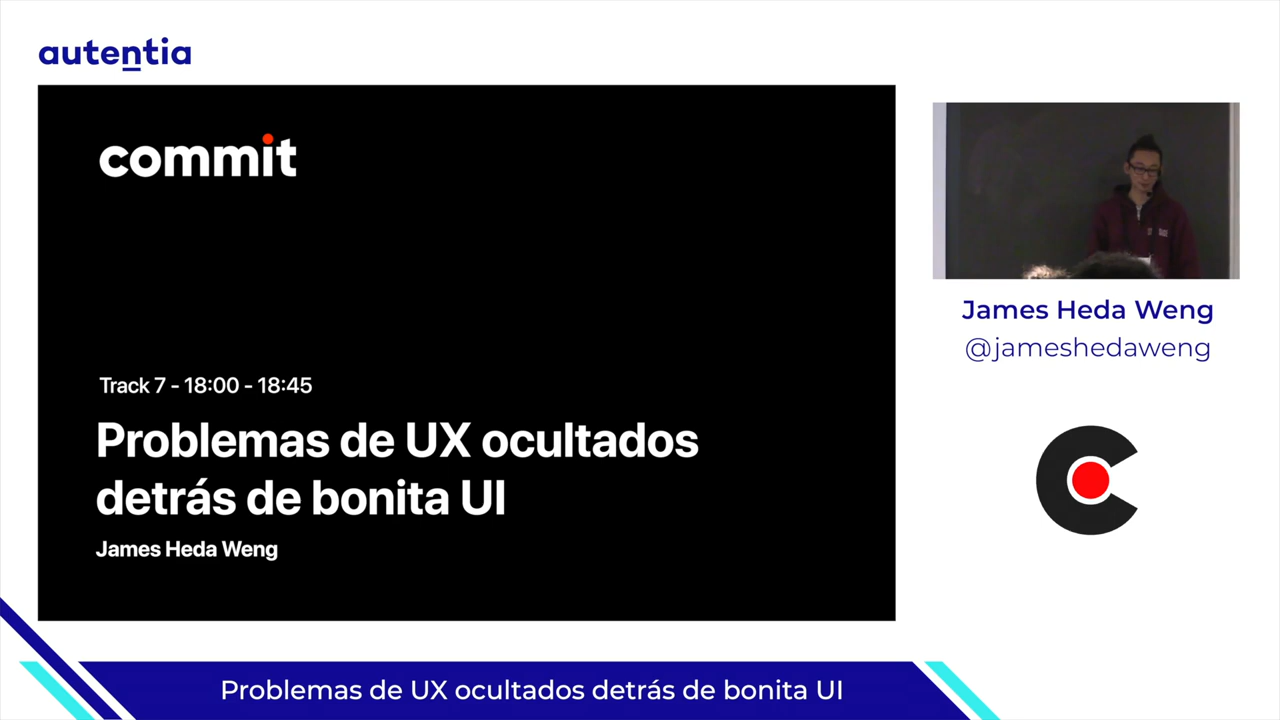 autentia
commit
Track 7 - 18:00 - 18:45
Problemas de UX ocultados
detrás de bonita UI
James Heda Weng
James Heda Weng
@jameshedaweng
Problemas de UX ocultados detrás de bonita UI